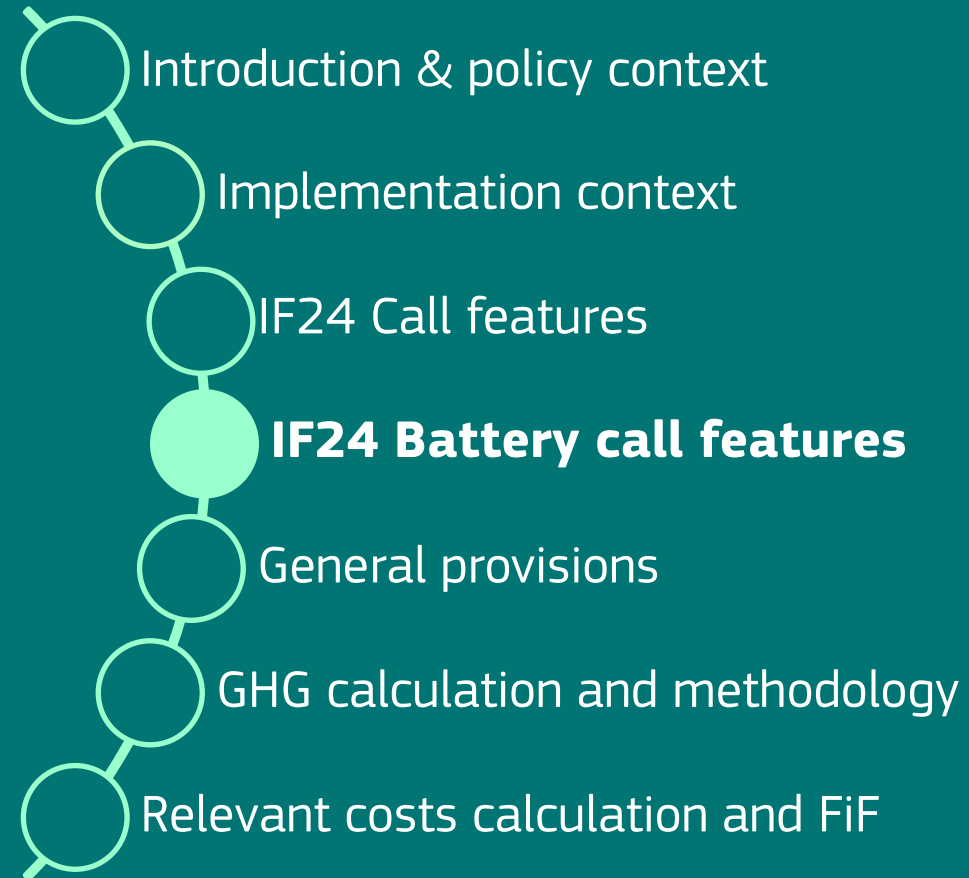 Introduction & policy context
Implementation context
IF24 Call features
IF24 Battery call features
General provisions
GHG calculation and methodology
Relevant costs calculation and FiF